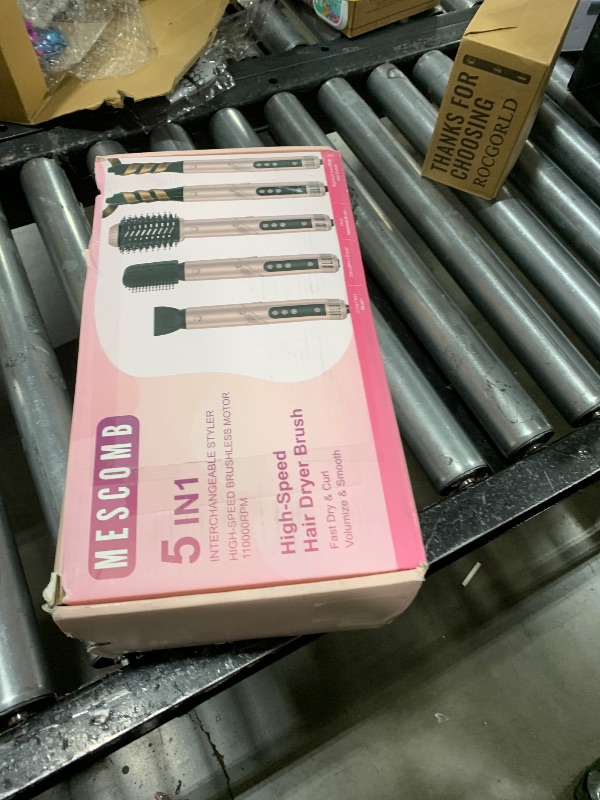 MESCOMB
5 IN1
INTERCHANGEABLE STYLER
HIGH-SPEED BRUSHLESS MOTOR
110000RPM
High-Speed
Hair Dryer Brush
Fast Dry & Curl
Volumize & Smooth
THANKS FOR
CHOOSING
ROCGORLD